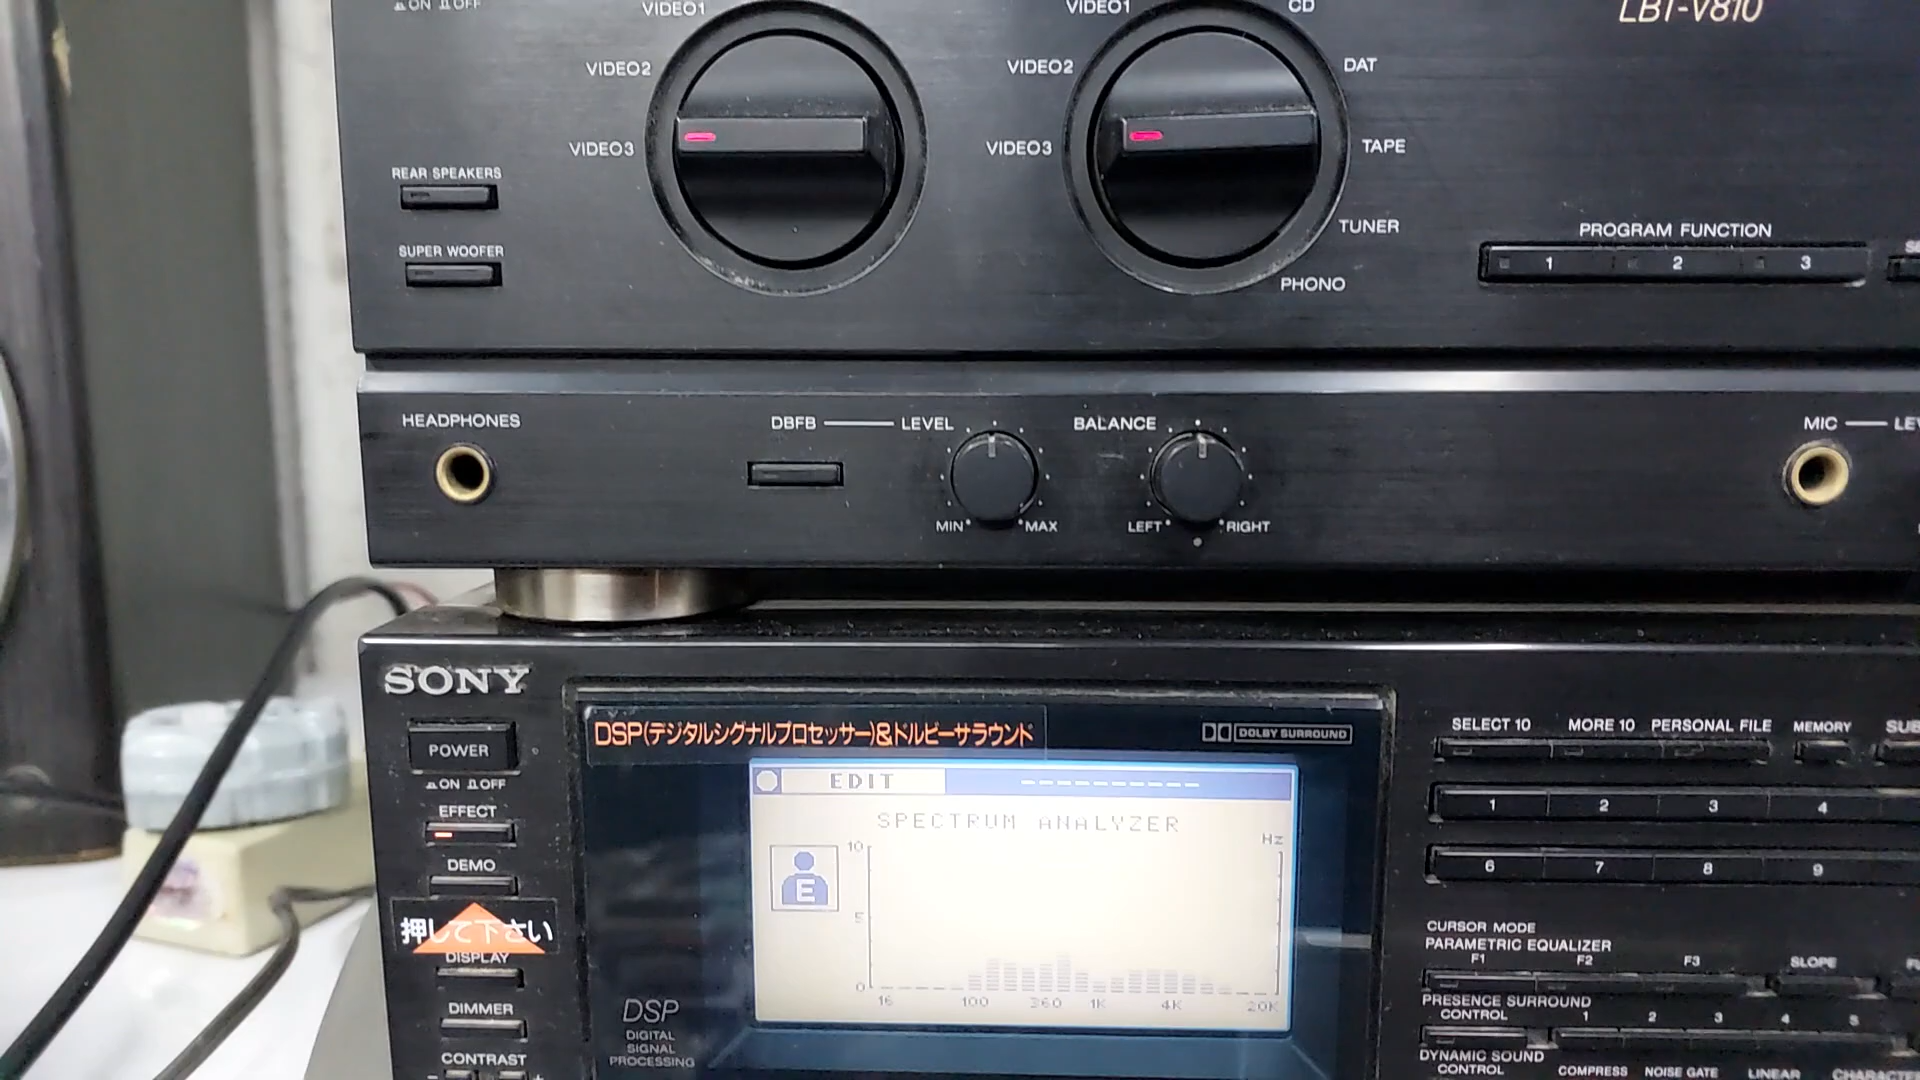 ON OFF
VIDEO1
VIDEO1
CD
LBT-V810
VIDEO2
VIDEO2
DAT
VIDEO3
VIDEO3
TAPE
REAR SPEAKERS
TUNER
PROGRAM FUNCTION
SUPER WOOFER
1 2 3
PHONO
HEADPHONES
DBFB LEVEL
BALANCE
MIC
MIN MAX
LEFT RIGHT
SONY
DSP(デジタルシグナルプロセッサー)&ドルビーサラウンド
DOLBY SURROUND
SELECT 10 MORE 10 PERSONAL FILE MEMORY
POWER
ON OFF
EDIT
SPECTRUM ANALYZER
Hz
10
5
0
16 100 360 1K 4K 20K
E
1 2 3 4
6 7 8 9
EFFECT
DEMO
押して下さい
DISPLAY
DIMMER
CONTRAST
- +
DSP
DIGITAL
SIGNAL
PROCESSING
CURSOR MODE
PARAMETRIC EQUALIZER
F1 F2 F3 SLOPE
PRESENCE SURROUND
CONTROL
1 2 3 4 5
DYNAMIC SOUND
CONTROL
COMPRESS NOISE GATE LINEAR